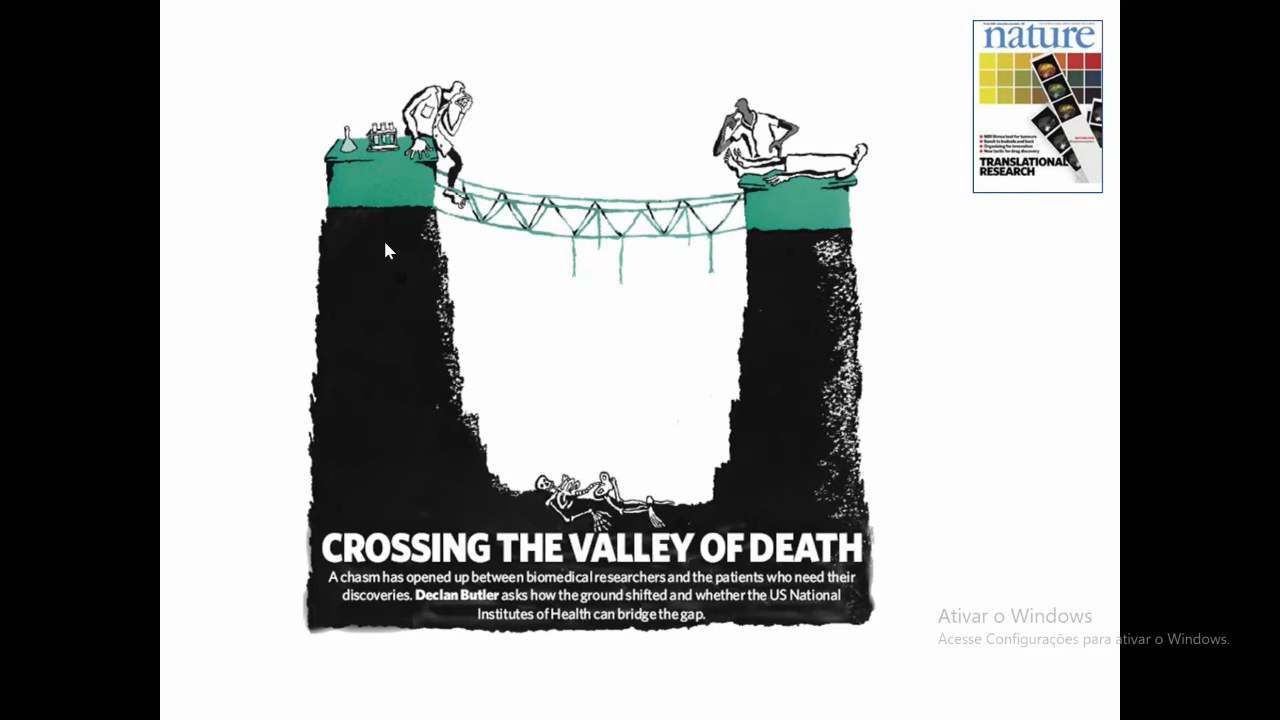 nature
TRANSLATIONAL
RESEARCH
CROSSING THE VALLEY OF DEATH
A chasm has opened up between biomedical researchers and the patients who need their
discoveries. Declan Butler asks how the ground shifted and whether the US National
Institutes of Health can bridge the gap.
Ativar o Windows
Acesse Configurações para ativar o Windows.